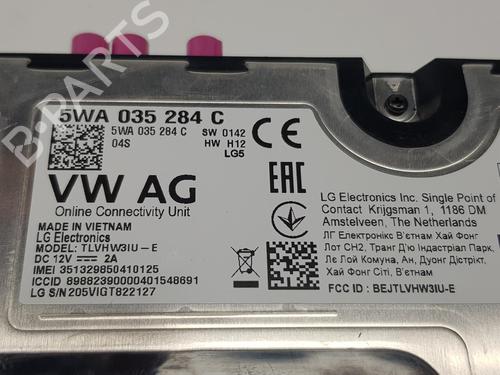 5WA 035 284 C
5WA 035 284 C SW 0142
04S HW H12
LG5
VW AG
Online Connectivity Unit
EAC
MADE IN VIETNAM
LG Electronics
MODEL: TLVHW3IU-E
DC 12V 2A
IMEI 351329850410125
ICCID 89882390000401548691
LG S/N 205VIGT822127
LG Electronics Inc. Single Point of
Contact Krijgsman 1, 1186 DM
Amstelveen, The Netherlands
ЛГ Електронікс В'єтнам Хай Фонг
Лот CH2, Транг Д'ю Індастріал Парк,
Ле Лой Комуна, Ан, Дуонг Дістрікт,
Хай Фонг Сіті, В'єтнам
FCC ID : BEJTLVHW3IU-E